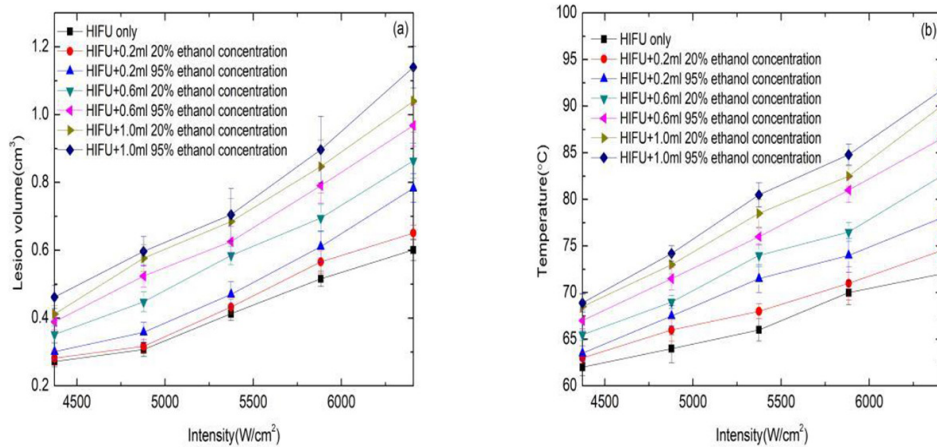 (a)
HIFU only
HIFU+0.2ml 20% ethanol concentration
HIFU+0.2ml 95% ethanol concentration
HIFU+0.6ml 20% ethanol concentration
HIFU+0.6ml 95% ethanol concentration
HIFU+1.0ml 20% ethanol concentration
HIFU+1.0ml 95% ethanol concentration
Lesion volume(cm³)
1.2
1.0
0.8
0.6
0.4
0.2
4500 5000 5500 6000
Intensity(W/cm²)
(b)
HIFU only
HIFU+0.2ml 20% ethanol concentration
HIFU+0.2ml 95% ethanol concentration
HIFU+0.6ml 20% ethanol concentration
HIFU+0.6ml 95% ethanol concentration
HIFU+1.0ml 20% ethanol concentration
HIFU+1.0ml 95% ethanol concentration
Temperature(°C)
100
95
90
85
80
75
70
65
60
4500 5000 5500 6000
Intensity(W/cm²)